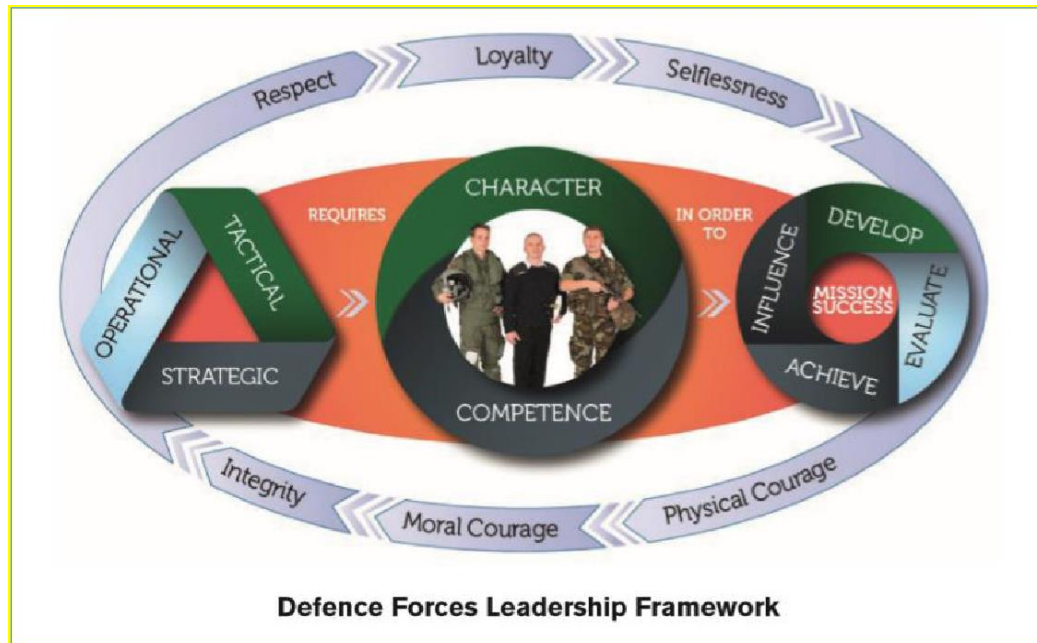 Respect
Loyalty
Selflessness
OPERATIONAL
TACTICAL
STRATEGIC
REQUIRES
CHARACTER
COMPETENCE
IN ORDER
TO
INFLUENCE
DEVELOP
EVALUATE
ACHIEVE
MISSION
SUCCESS
Integrity
Moral Courage
Physical Courage
Defence Forces Leadership Framework